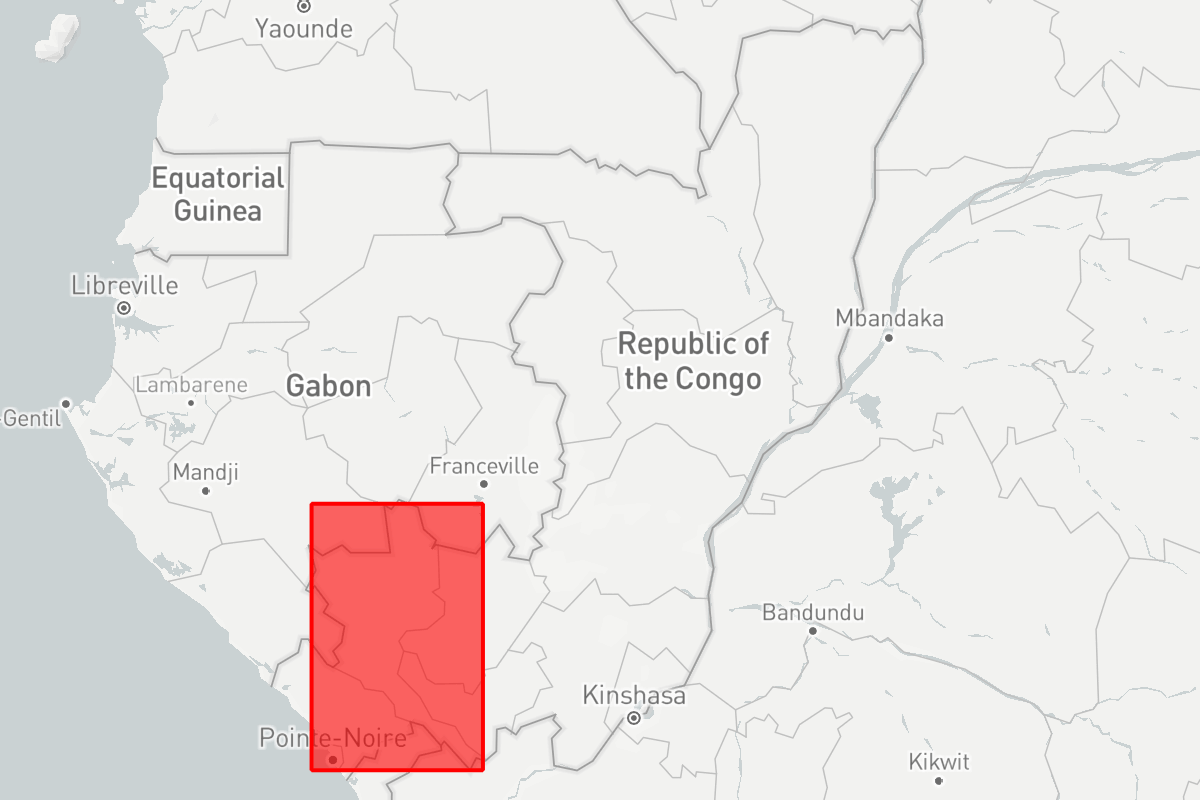 Yaounde
Equatorial
Guinea
Libreville
Mbandaka
Republic of
the Congo
Lambarene
Gabon
-Gentil
Mandji
Franceville
Bandundu
Kinshasa
Pointe-Noire
Kikwit